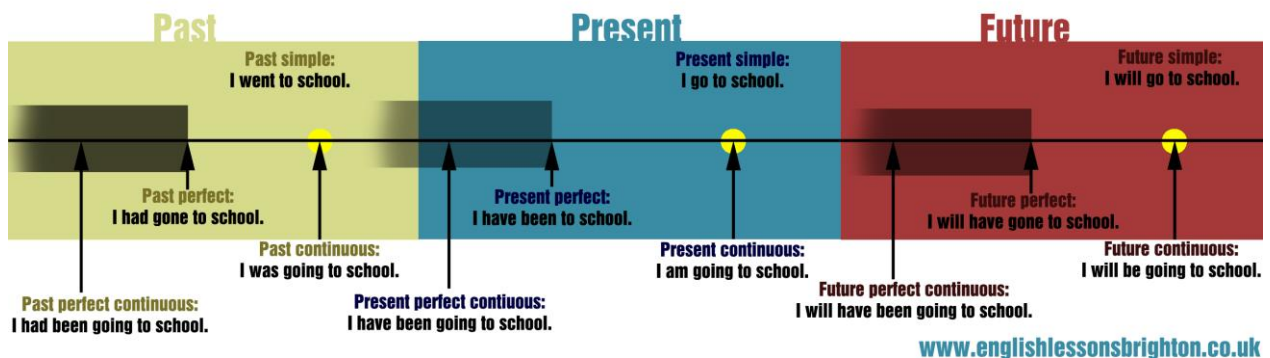 Past
Present
Future
Past simple:
I went to school.
Present simple:
I go to school.
Future simple:
I will go to school.
Past perfect:
I had gone to school.
Present perfect:
I have been to school.
Future perfect:
I will have gone to school.
Past continuous:
I was going to school.
Present continuous:
I am going to school.
Future continuous:
I will be going to school.
Past perfect continuous:
I had been going to school.
Present perfect contiuous:
I have been going to school.
Future perfect continuous:
I will have been going to school.
www.englishlessonsbrighton.co.uk